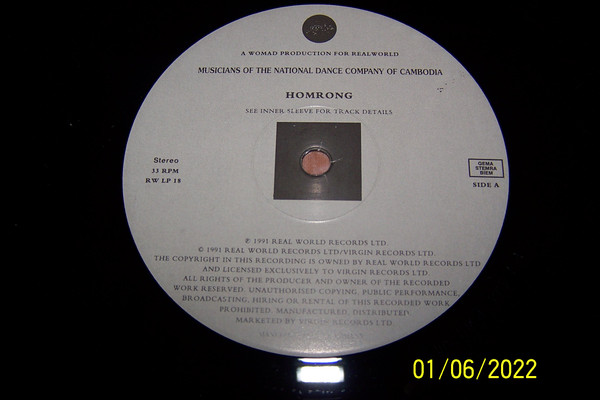 A WOMAD PRODUCTION FOR REALWORLD
MUSICIANS OF THE NATIONAL DANCE COMPANY OF CAMBODIA
HOMRONG
SEE INNER SLEEVE FOR TRACK DETAILS
Stereo
33 RPM
RW LP 18
GEMA
STEMRA
BIEM
SIDE A
℗ 1991 REAL WORLD RECORDS LTD
© 1991 REAL WORLD RECORDS LTD/VIRGIN RECORDS LTD.
THE COPYRIGHT IN THIS RECORDING IS OWNED BY REAL WORLD RECORDS LTD
AND LICENSED EXCLUSIVELY TO VIRGIN RECORDS LTD.
ALL RIGHTS OF THE PRODUCER AND OWNER OF THE RECORDED
WORK RESERVED. UNAUTHORISED COPYING, PUBLIC PERFORMANCE,
BROADCASTING, HIRING OR RENTAL OF THIS RECORDED WORK
PROHIBITED. MANUFACTURED, DISTRIBUTED,
MARKETED BY VIRGIN RECORDS LTD
01/06/2022